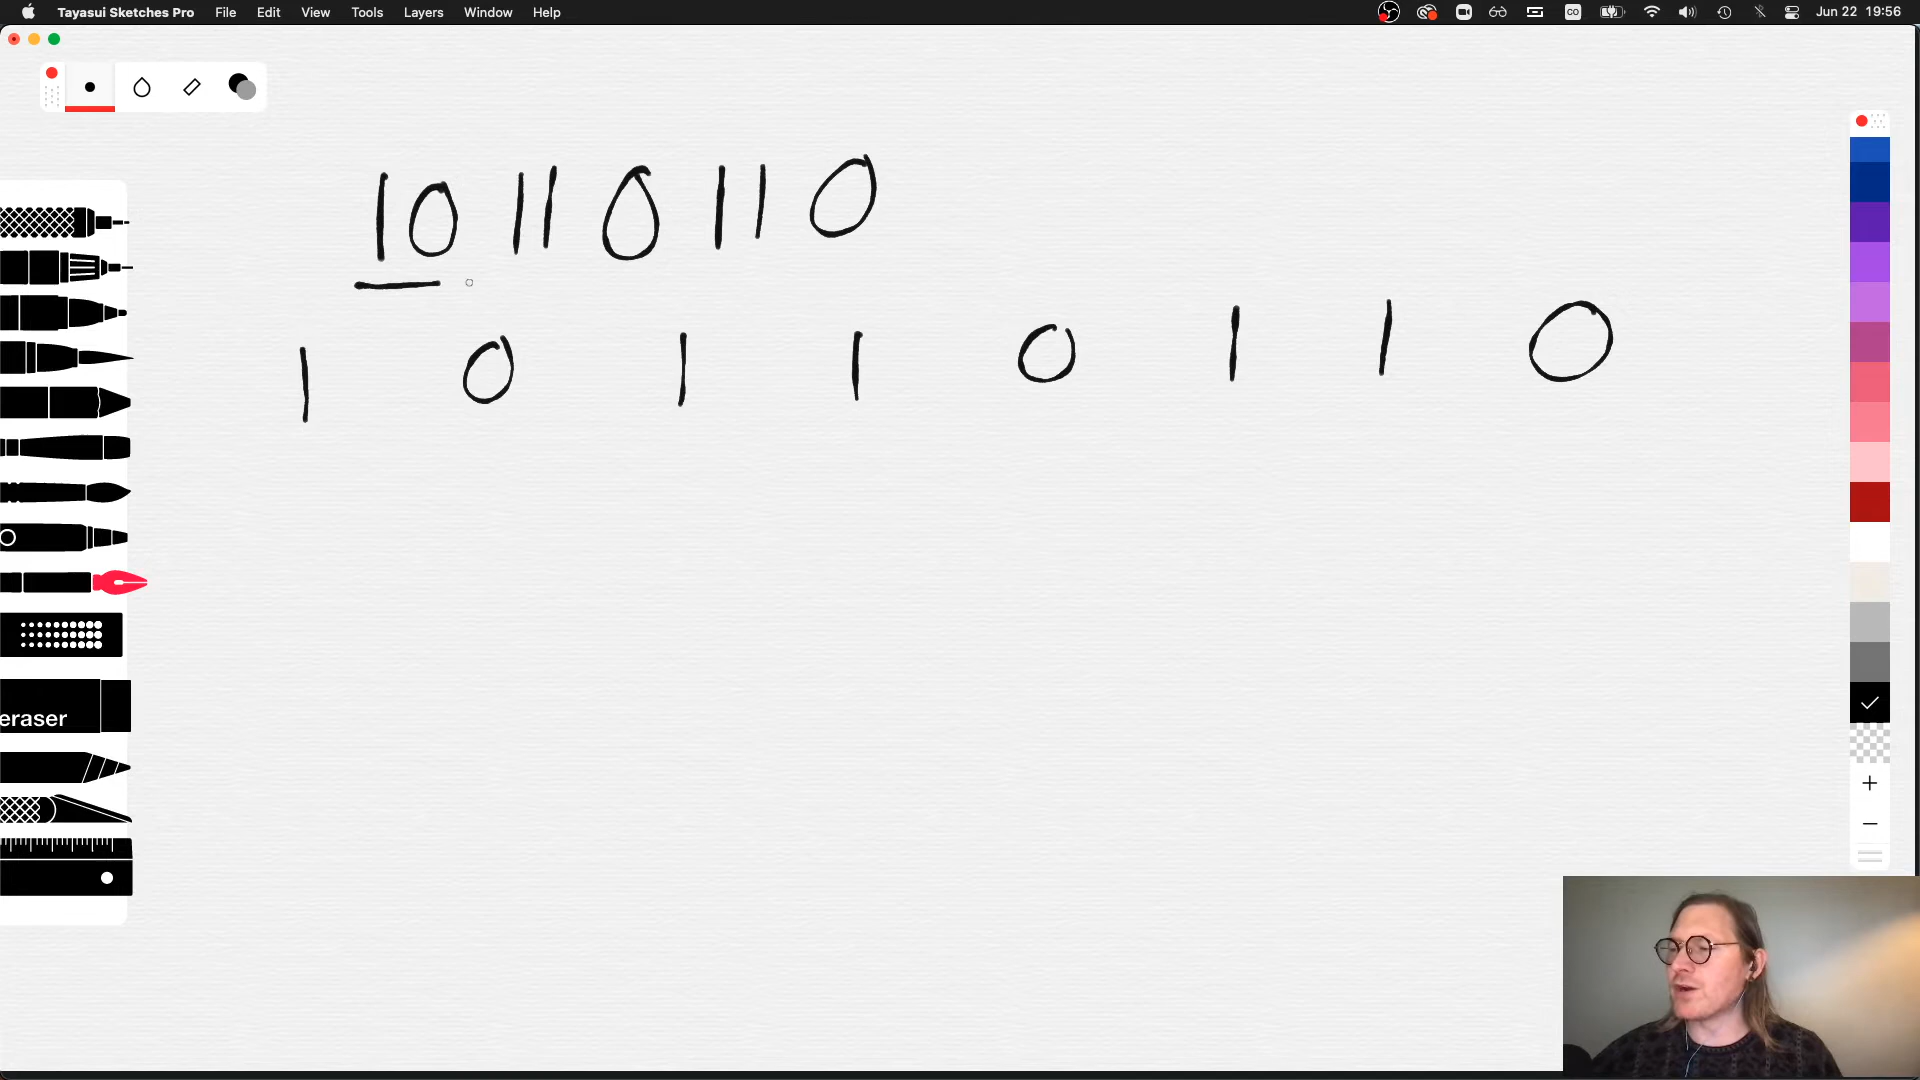 Tayasui Sketches Pro File Edit View Tools Layers Window Help Jun 22 19:56
10110110
1 0 1 1 0 1 1 0
eraser